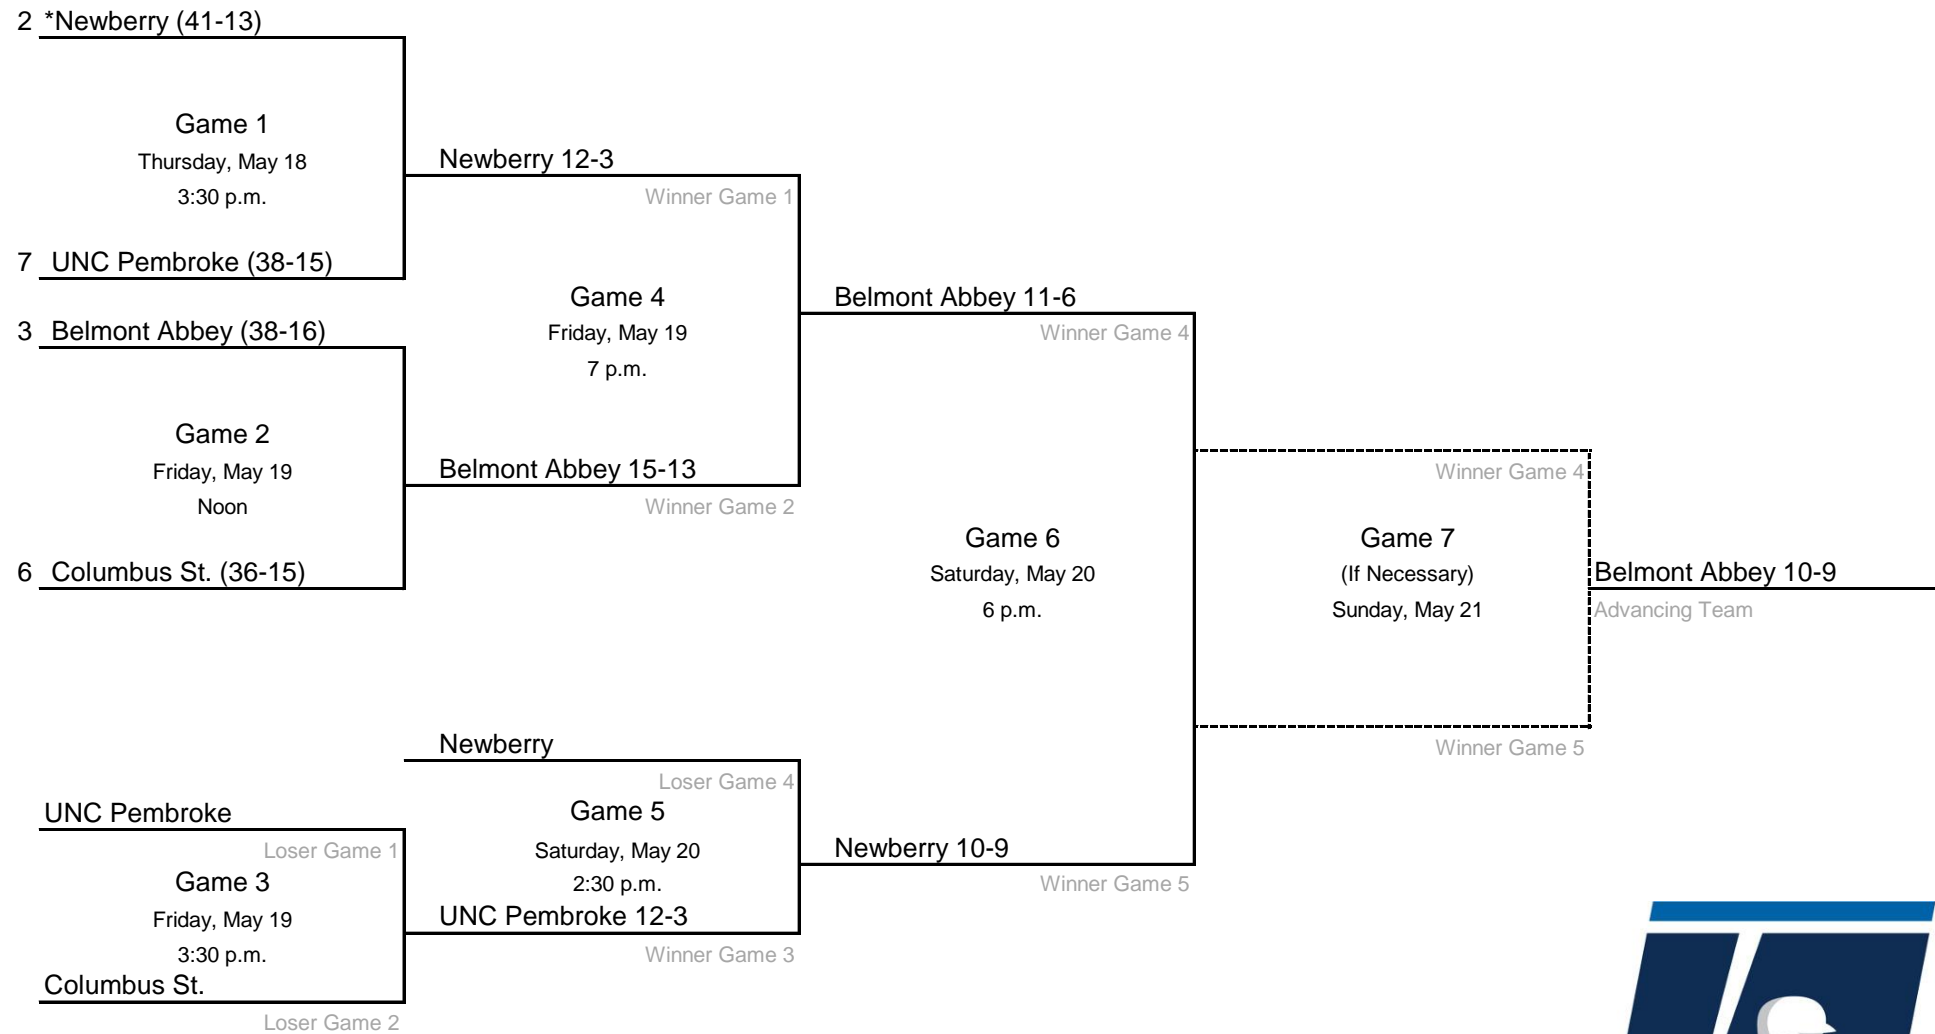 2 *Newberry (41-13)
Game 1
Thursday, May 18
3:30 p.m.
7 UNC Pembroke (38-15)
Newberry 12-3
Winner Game 1
3 Belmont Abbey (38-16)
Game 2
Friday, May 19
Noon
6 Columbus St. (36-15)
Game 4
Friday, May 19
7 p.m.
Belmont Abbey 15-13
Winner Game 2
Belmont Abbey 11-6
Winner Game 4
Game 6
Saturday, May 20
6 p.m.
Winner Game 4
Game 7
(If Necessary)
Sunday, May 21
Winner Game 5
Belmont Abbey 10-9
Advancing Team
Newberry
Loser Game 4
UNC Pembroke
Loser Game 1
Game 3
Friday, May 19
3:30 p.m.
Columbus St.
Loser Game 2
Game 5
Saturday, May 20
2:30 p.m.
UNC Pembroke 12-3
Winner Game 3
Newberry 10-9
Winner Game 5